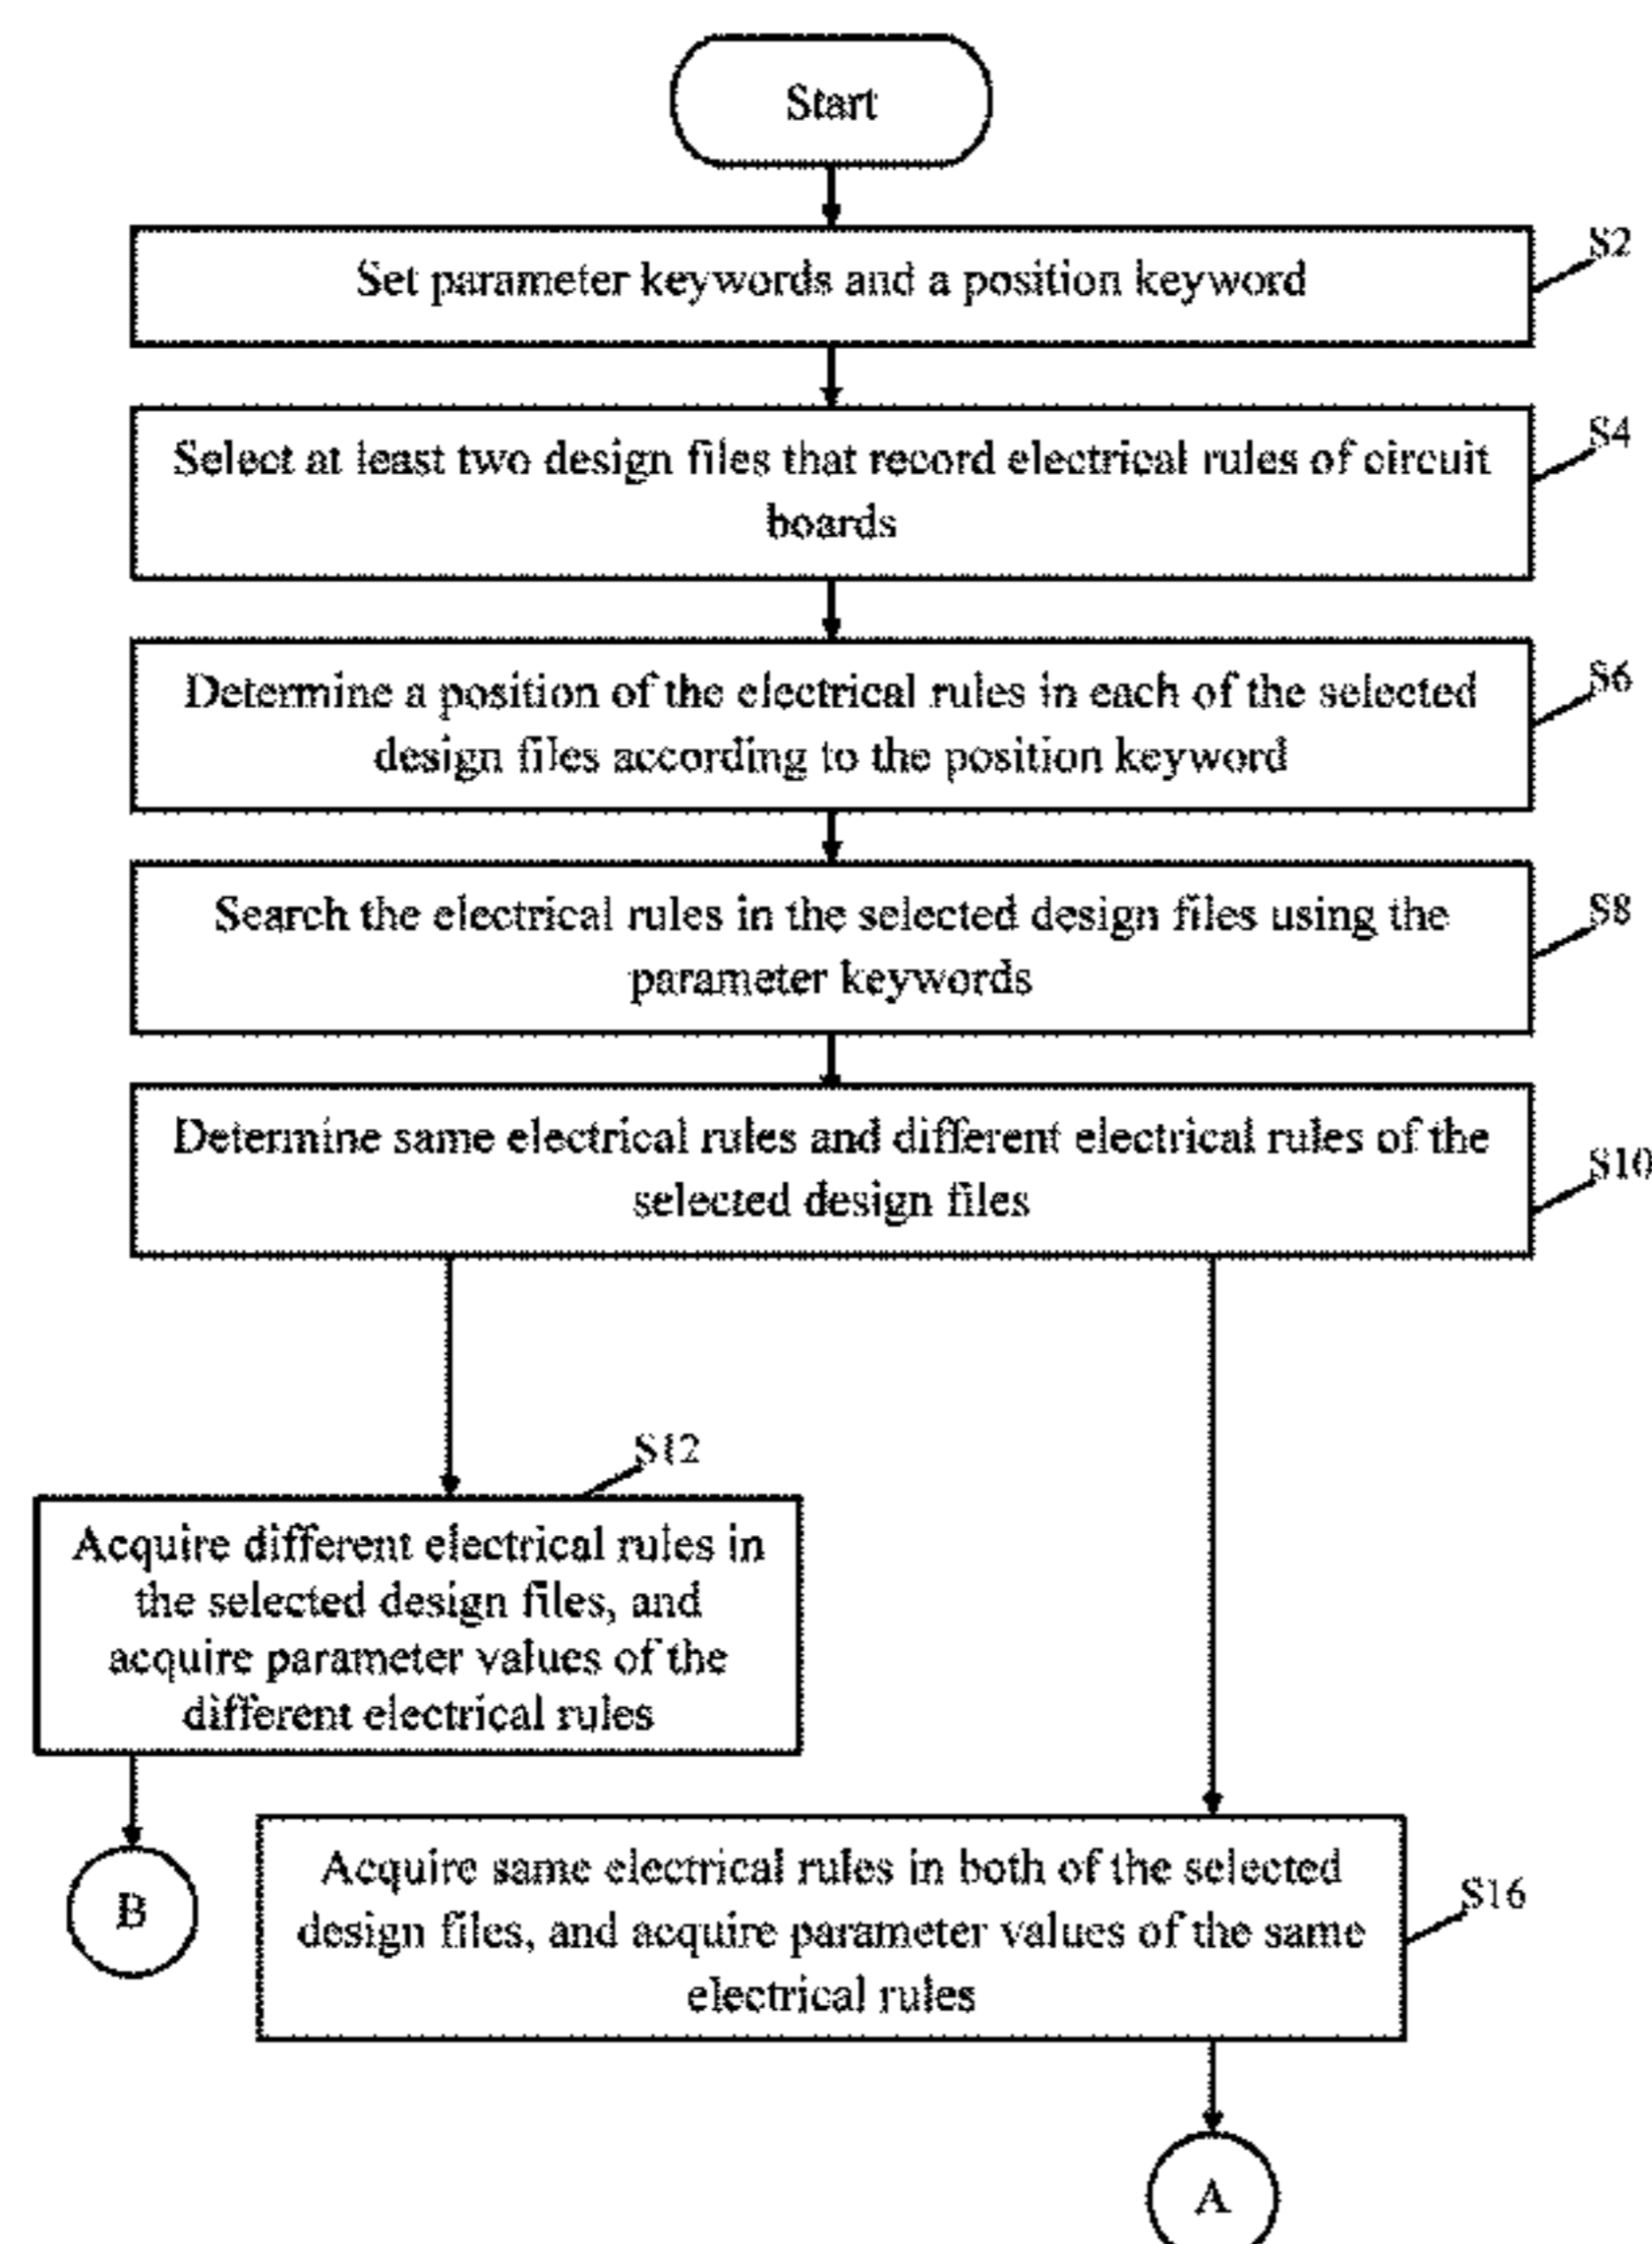 Start
S2
Set parameter keywords and a position keyword
S4
Select at least two design files that record electrical rules of circuit
boards
S6
Determine a position of the electrical rules in each of the selected
design files according to the position keyword
S8
Search the electrical rules in the selected design files using the
parameter keywords
Determine same electrical rules and different electrical rules of the
S10
selected design files
S12
Acquire different electrical rules in
the selected design files, and
acquire parameter values of the
different electrical rules
Acquire same electrical rules in both of the selected
S16
B
design files, and acquire parameter values of the same
electrical rules
A